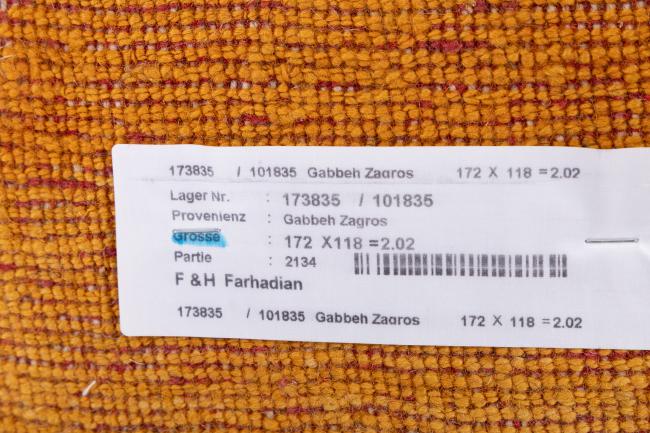 173835 / 101835 Gabbeh Zagros 172 X 118 =2.02
Lager Nr. : 173835 / 101835
Provenienz : Gabbeh Zagros
Grosse : 172 X118 =2.02
Partie : 2134
F & H Farhadian
173835 / 101835 Gabbeh Zagros 172 X 118 =2.02